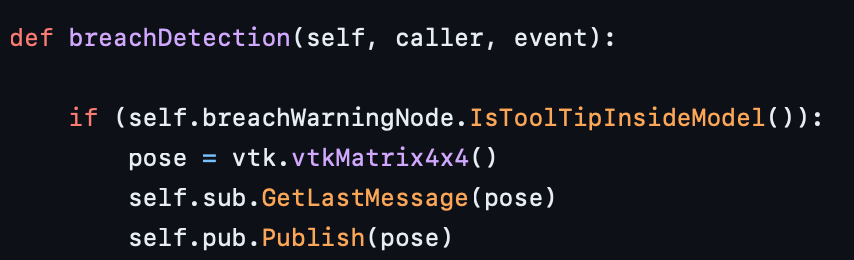 def breachDetection(self, caller, event):
    if (self.breachWarningNode.IsToolTipInsideModel()):
        pose = vtk.vtkMatrix4x4()
        self.sub.GetLastMessage(pose)
        self.pub.Publish(pose)